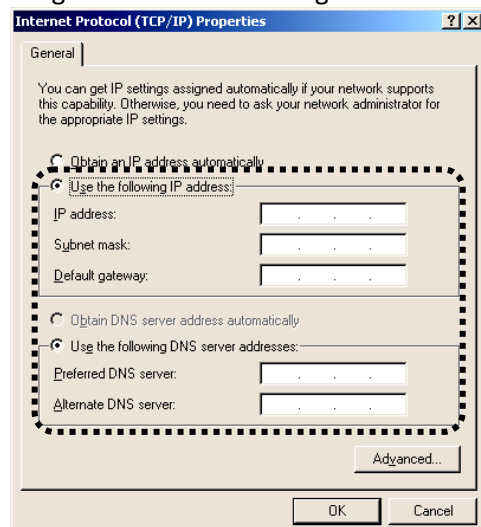 Internet Protocol (TCP/IP) Properties
General
You can get IP settings assigned automatically if your network supports
this capability. Otherwise, you need to ask your network administrator for
the appropriate IP settings.
Obtain an IP address automatically
Use the following IP address:
IP address:
Subnet mask:
Default gateway:
Obtain DNS server address automatically
Use the following DNS server addresses:
Preferred DNS server:
Alternate DNS server:
Advanced...
OK Cancel